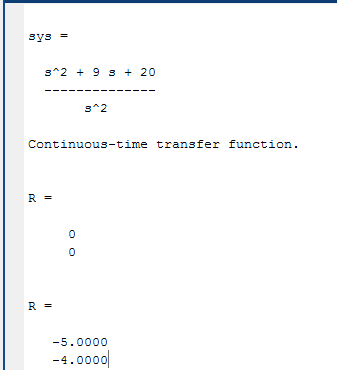 sys =
s^2 + 9 s + 20
--------------
s^2
Continuous-time transfer function.
R =
0
0
R =
-5.0000
-4.0000